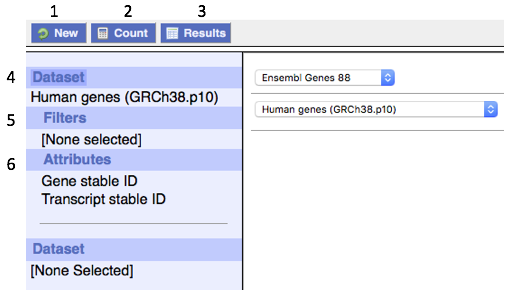 1 2 3
New Count Results
4 Dataset
Human genes (GRCh38.p10)
5 Filters
[None selected]
6 Attributes
Gene stable ID
Transcript stable ID
Dataset
[None Selected]
Ensembl Genes 88
Human genes (GRCh38.p10)